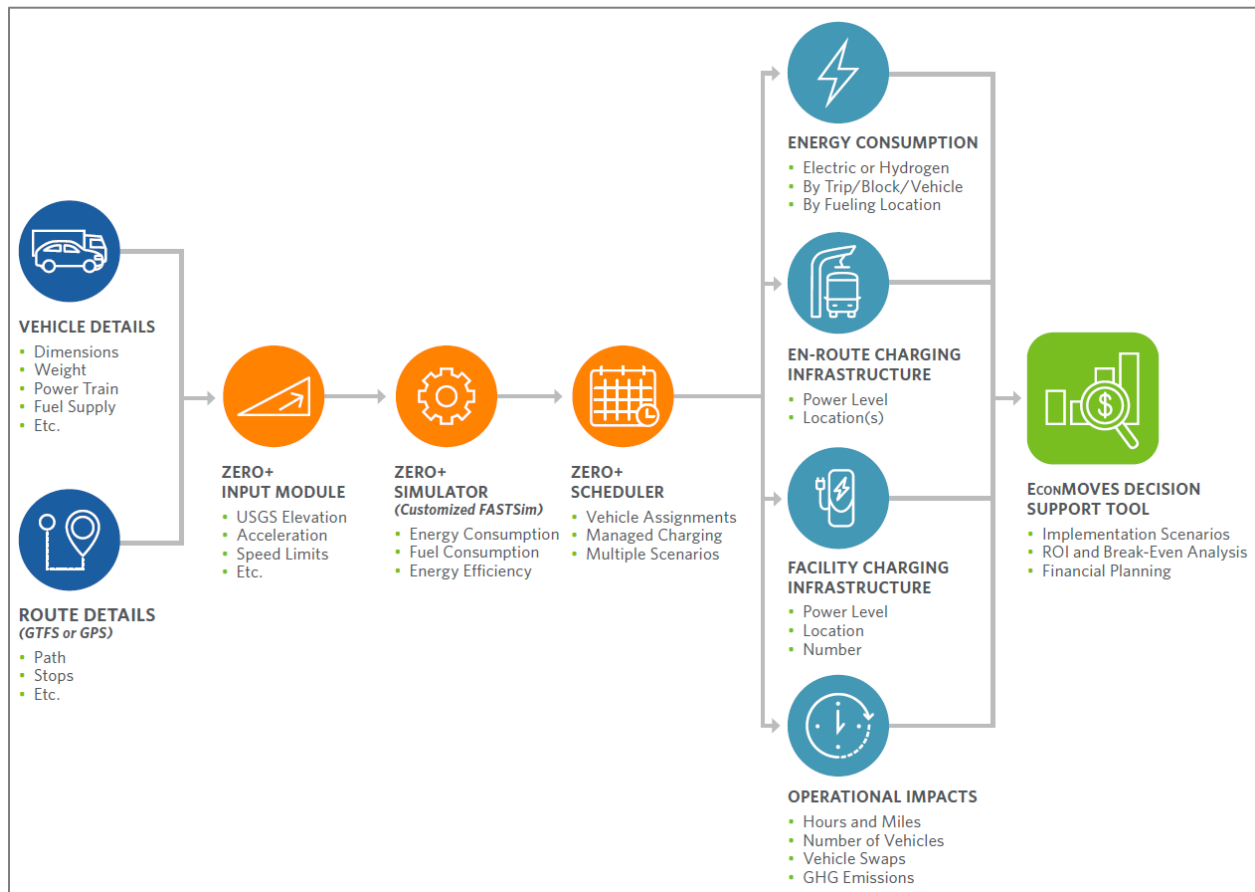 VEHICLE DETAILS
• Dimensions
• Weight
• Power Train
• Fuel Supply
• Etc.
ROUTE DETAILS
(GTFS or GPS)
• Path
• Stops
• Etc.
ZERO+
INPUT MODULE
• USGS Elevation
• Acceleration
• Speed Limits
• Etc.
ZERO+
SIMULATOR
(Customized FASTSim)
• Energy Consumption
• Fuel Consumption
• Energy Efficiency
ZERO+
SCHEDULER
• Vehicle Assignments
• Managed Charging
• Multiple Scenarios
ENERGY CONSUMPTION
• Electric or Hydrogen
• By Trip/Block/Vehicle
• By Fueling Location
EN-ROUTE CHARGING
INFRASTRUCTURE
• Power Level
• Location(s)
FACILITY CHARGING
INFRASTRUCTURE
• Power Level
• Location
• Number
OPERATIONAL IMPACTS
• Hours and Miles
• Number of Vehicles
• Vehicle Swaps
• GHG Emissions
$
ECONMOVES DECISION
SUPPORT TOOL
• Implementation Scenarios
• ROI and Break-Even Analysis
• Financial Planning